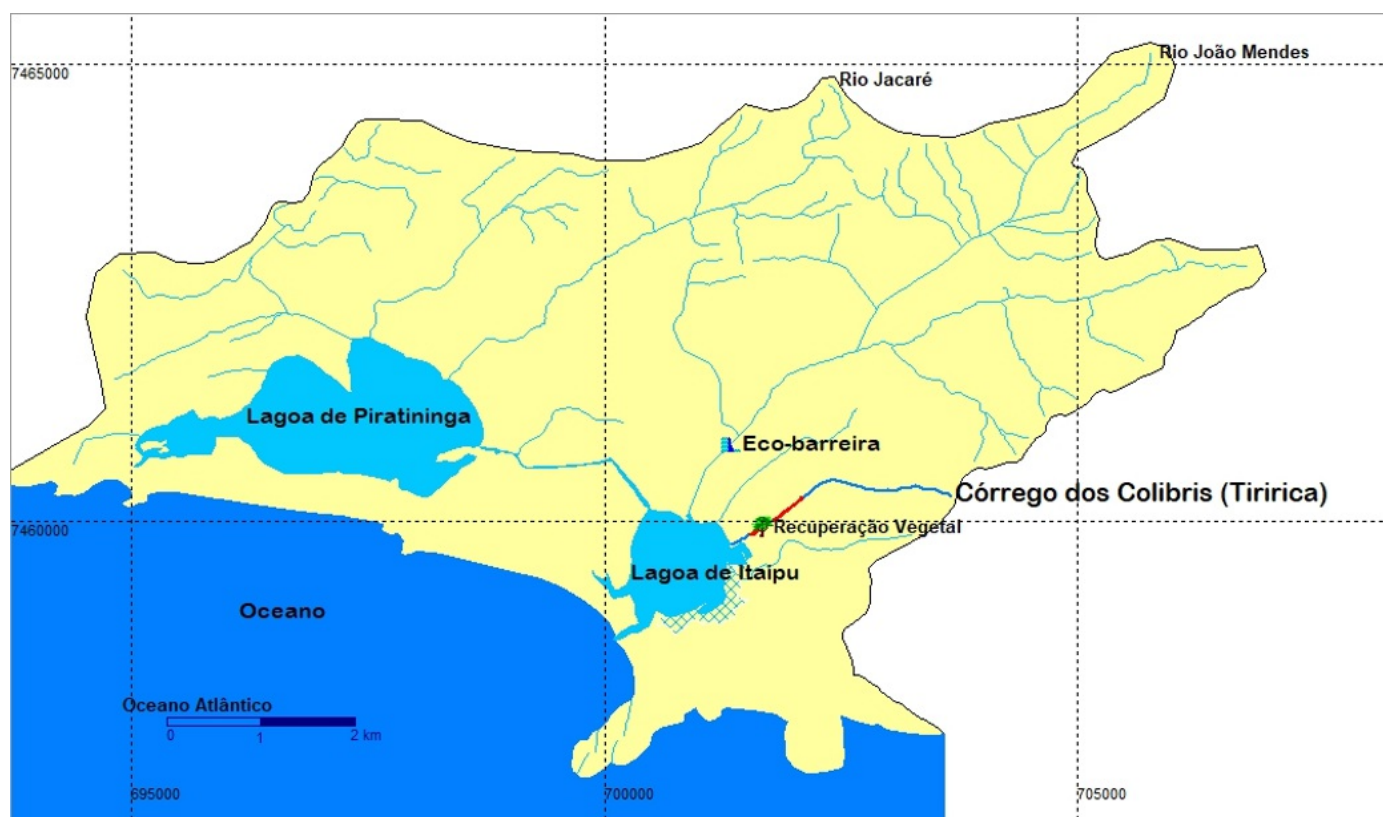 Rio João Mendes
7465000
Rio Jacaré
Lagoa de Piratininga
Eco-barreira
Córrego dos Colibris (Tiririca)
7460000
Recuperação Vegetal
Lagoa de Itaipu
Oceano
Oceano Atlântico
0 1 2 km
695000 700000 705000